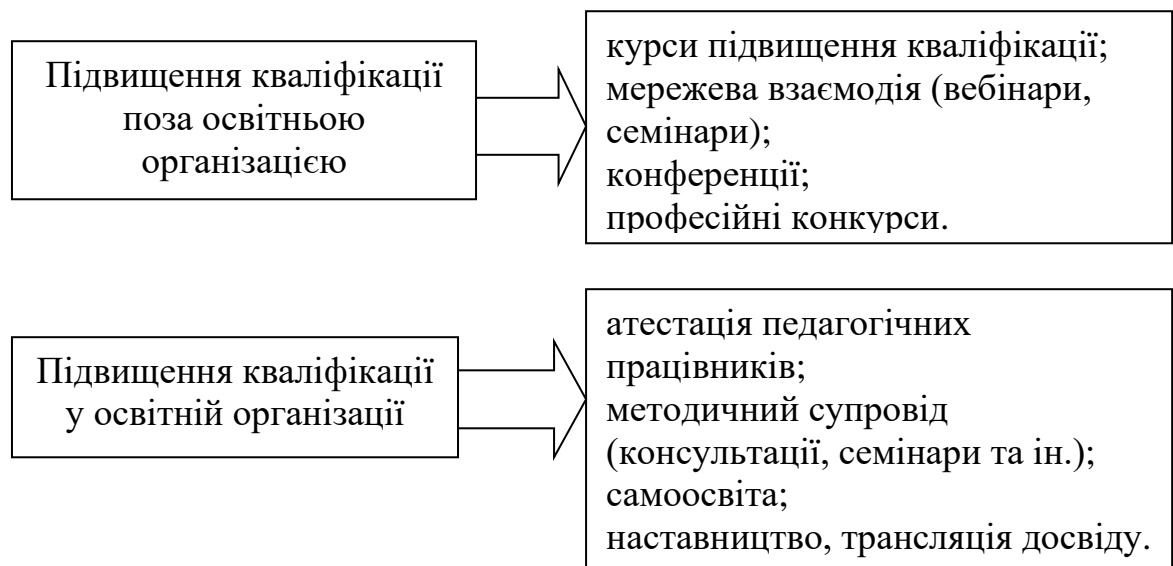 Підвищення кваліфікації
поза освітньою
організацією
курси підвищення кваліфікації;
мережева взаємодія (вебінари,
семінари);
конференції;
професійні конкурси.
Підвищення кваліфікації
у освітній організації
атестація педагогічних
працівників;
методичний супровід
(консультації, семінари та ін.);
самоосвіта;
наставництво, трансляція досвіду.